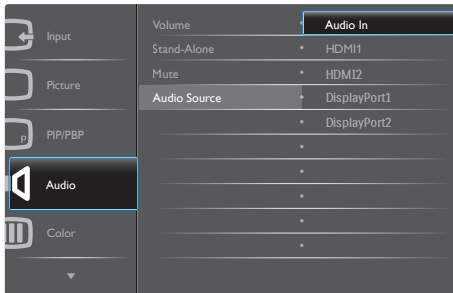 Input
Picture
P
PIP/PBP
Audio
Color
Volume
Stand-Alone
Mute
Audio Source
Audio In
HDMI1
HDMI2
DisplayPort1
DisplayPort2